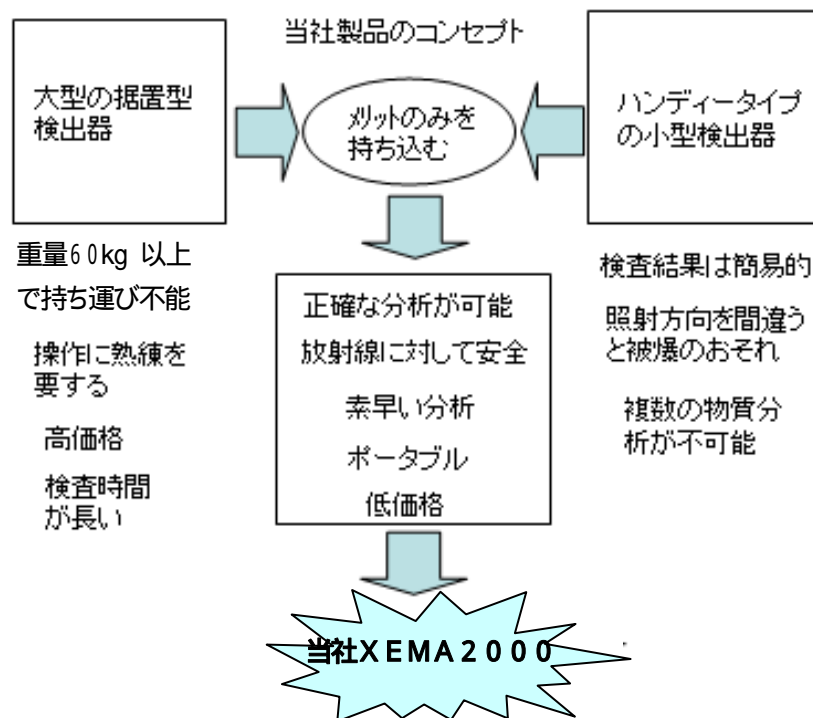 当社製品のコンセプト
大型の据置型
検出器
メリットのみを
持ち込む
ハンディータイプ
の小型検出器
重量60kg 以上
で持ち運び不能
操作に熟練を
要する
高価格
検査時間
が長い
正確な分析が可能
放射線に対して安全
素早い分析
ポータブル
低価格
検査結果は簡易的
照射方向を間違う
と被爆のおそれ
複数の物質分
析が不可能
当社XEMA2000